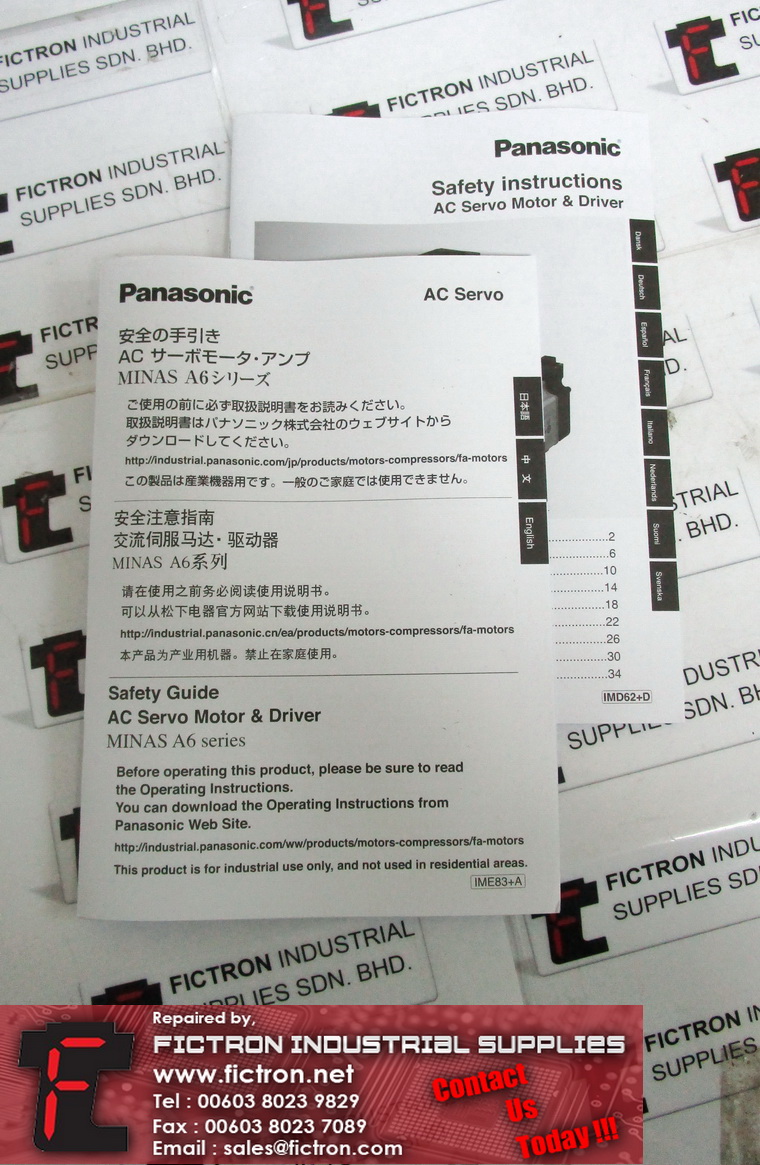 FICTRON INDUSTRIAL
SUPPLIES SDN. BHD.
FICTRON INDUSTRIAL
SUPPLIES SDN. BHD.
FICTRON INDUSTRIAL
SUPPLIES SDN. BHD.
Panasonic
Safety instructions
AC Servo Motor & Driver
Dansk
Deutsch
Español
Français
Italiano
Nederlands
Suomi
Svenska
2
6
10
14
18
22
26
30
34
IMD62+D
Panasonic
AC Servo
安全の手引き
AC サーボモータ・アンプ
MINAS A6シリーズ
ご使用の前に必ず取扱説明書をお読みください。
取扱説明書はパナソニック株式会社のウェブサイトから
ダウンロードしてください。
http://industrial.panasonic.com/jp/products/motors-compressors/fa-motors
この製品は産業機器用です。一般のご家庭では使用できません。
日本語
中文
English
安全注意指南
交流伺服马达・驱动器
MINAS A6系列
请在使用之前务必阅读使用说明书。
可以从松下电器官方网站下载使用说明书。
http://industrial.panasonic.cn/ea/products/motors-compressors/fa-motors
本产品为产业用机器。禁止在家庭使用。
Safety Guide
AC Servo Motor & Driver
MINAS A6 series
Before operating this product, please be sure to read
the Operating Instructions.
You can download the Operating Instructions from
Panasonic Web Site.
http://industrial.panasonic.com/ww/products/motors-compressors/fa-motors
This product is for industrial use only, and not used in residential areas.
IME83+A
FICTRON INDUSTRIAL
SUPPLIES SDN. BHD.
Repaired by,
FICTRON INDUSTRIAL SUPPLIES
www.fictron.net
Tel : 00603 8023 9829
Fax : 00603 8023 7089
Email : sales@fictron.com
Contact
Us
Today !!!